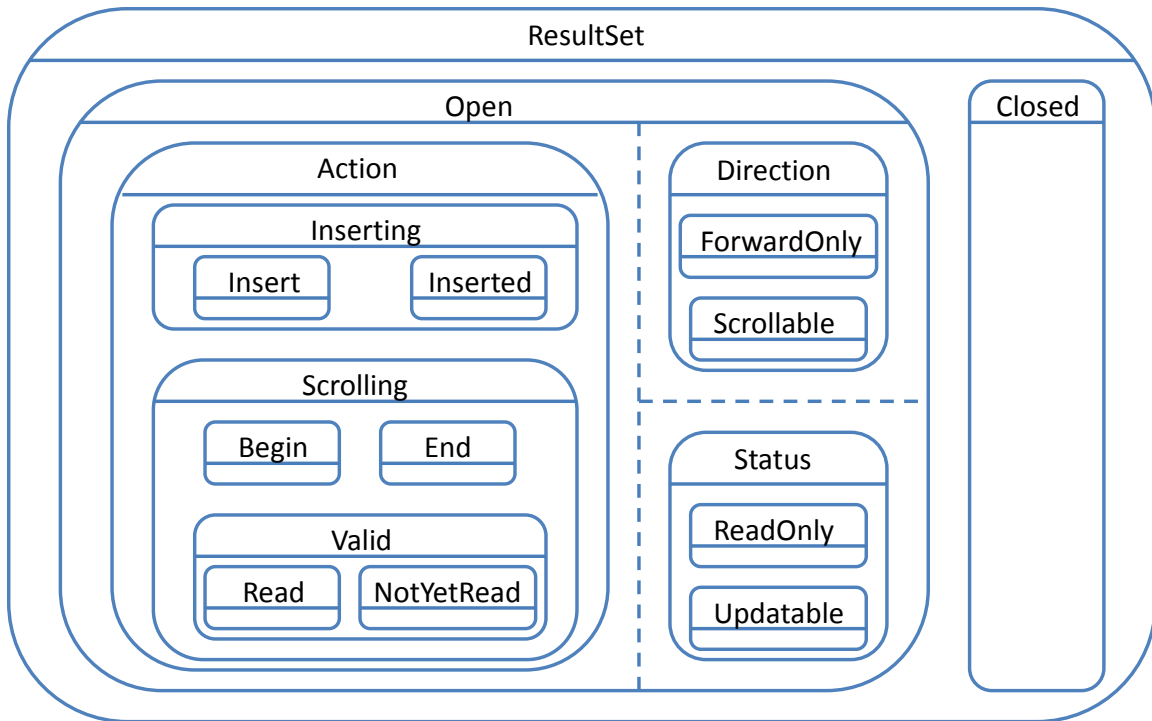 ResultSet
Open
Closed
Action
Direction
Inserting
ForwardOnly
Insert
Inserted
Scrollable
Scrolling
Begin
End
Status
ReadOnly
Valid
Read
NotYetRead
Updatable